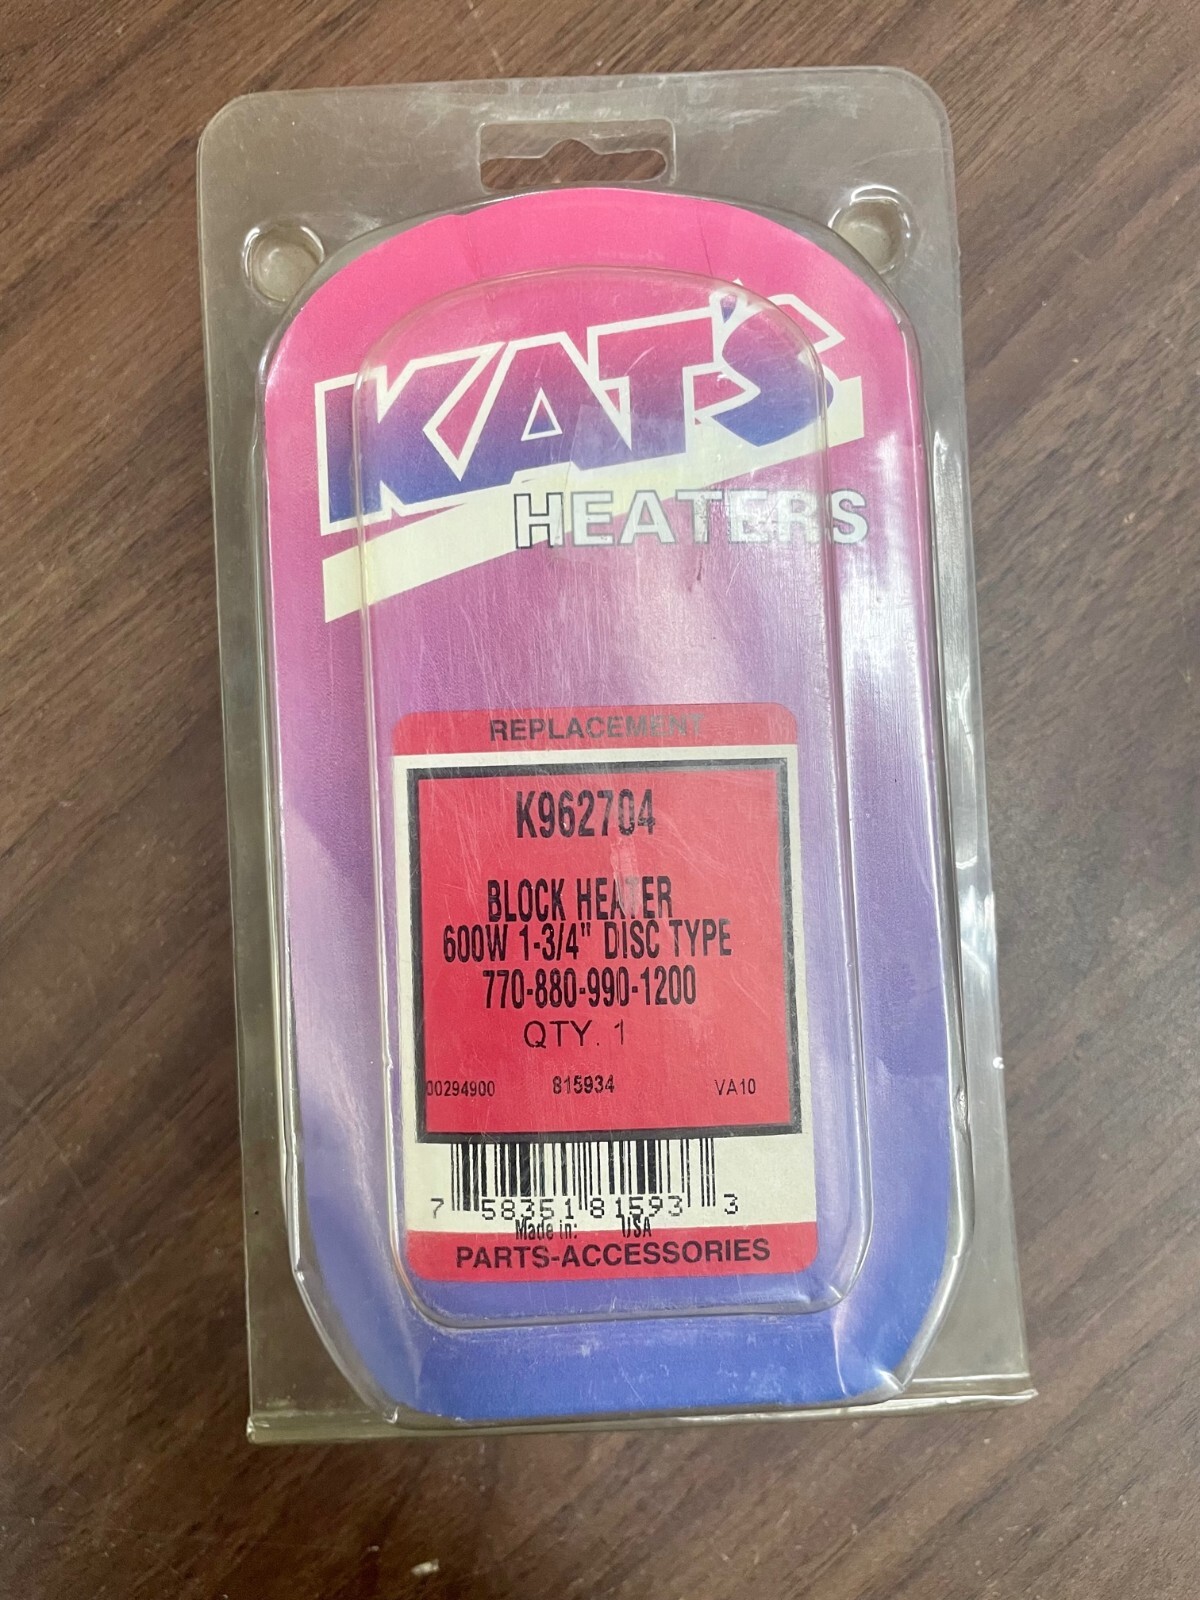 KAT'S
HEATERS
REPLACEMENT
K962704
BLOCK HEATER
600W 1-3/4" DISC TYPE
770-880-990-1200
QTY. 1
00294900 815934 VA10
7 58351 81593 3
Made in: USA
PARTS-ACCESSORIES